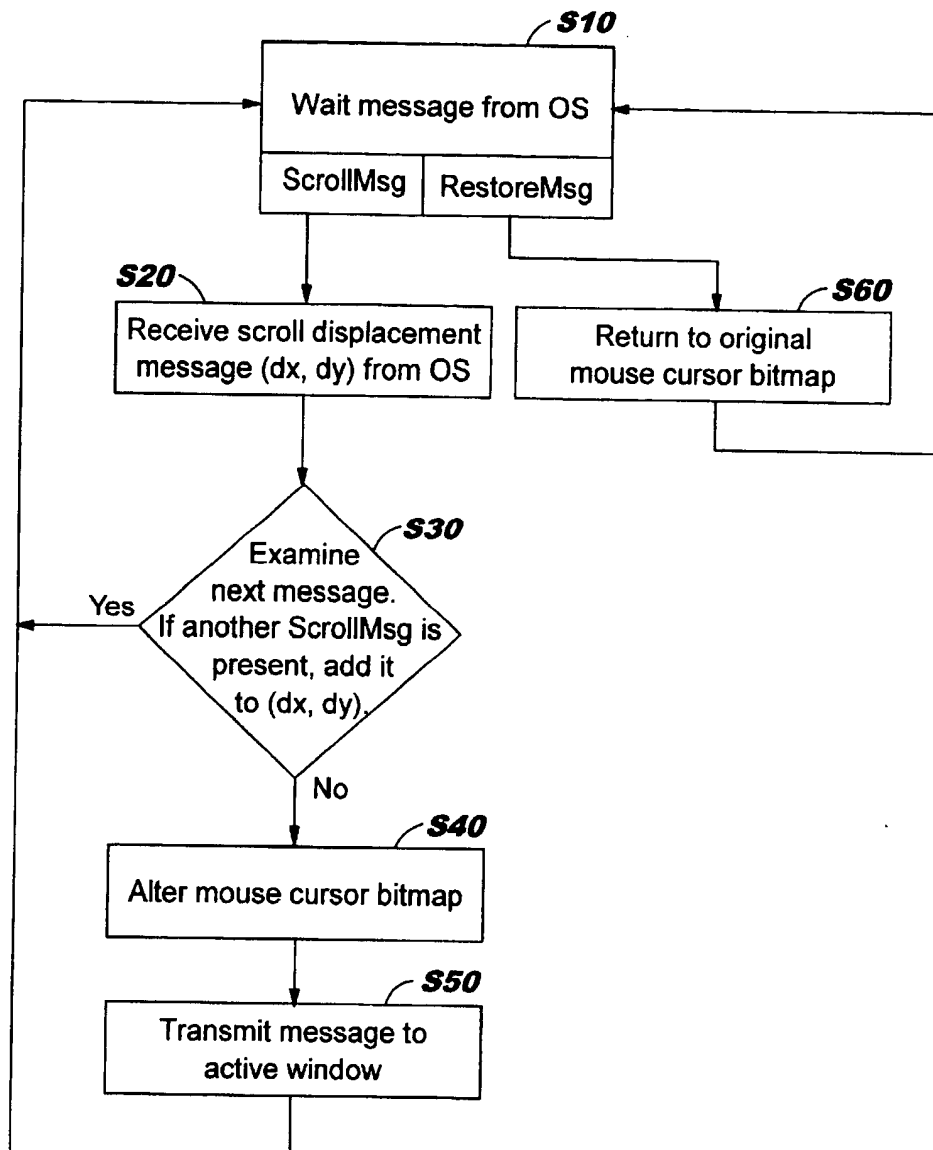 S10
Wait message from OS
ScrollMsg
RestoreMsg
S20
Receive scroll displacement
message (dx, dy) from OS
S60
Return to original
mouse cursor bitmap
S30
Examine
next message.
If another ScrollMsg is
present, add it
to (dx, dy),
Yes
No
S40
Alter mouse cursor bitmap
S50
Transmit message to
active window